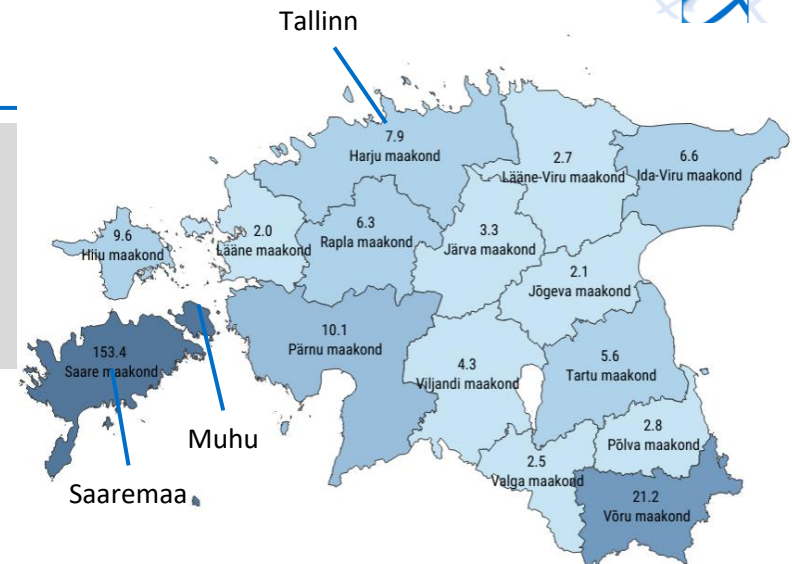 Tallinn
7.9
Harju maakond
2.7
Lääne-Viru maakond
6.6
Ida-Viru maakond
9.6
Hiiu maakond
2.0
Lääne maakond
6.3
Rapla maakond
3.3
Järva maakond
2.1
Jõgeva maakond
153.4
Saare maakond
10.1
Pärnu maakond
4.3
Viljandi maakond
5.6
Tartu maakond
Muhu
2.8
Põlva maakond
2.5
Valga maakond
Saaremaa
21.2
Võru maakond